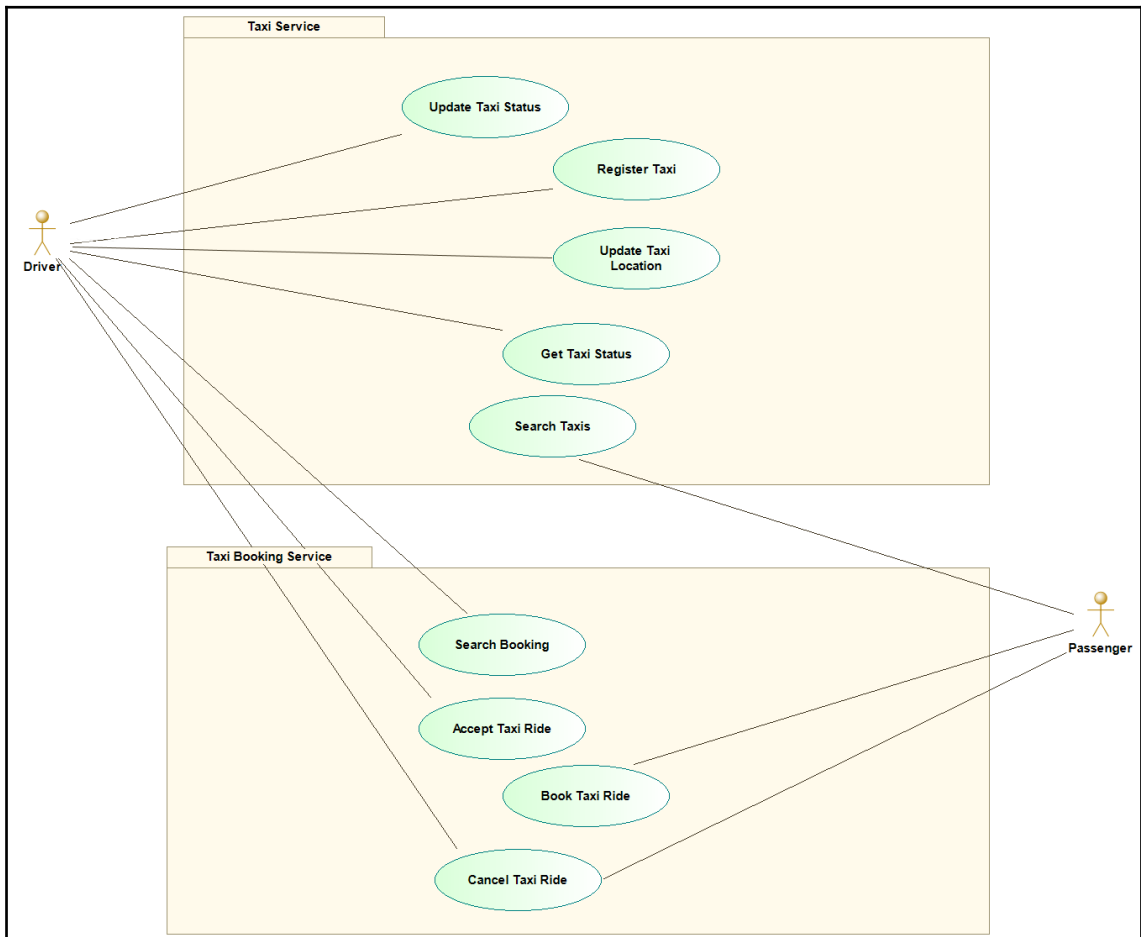 Taxi Service
Update Taxi Status
Register Taxi
Driver
Update Taxi
Location
Get Taxi Status
Search Taxis
Taxi Booking Service
Passenger
Search Booking
Accept Taxi Ride
Book Taxi Ride
Cancel Taxi Ride